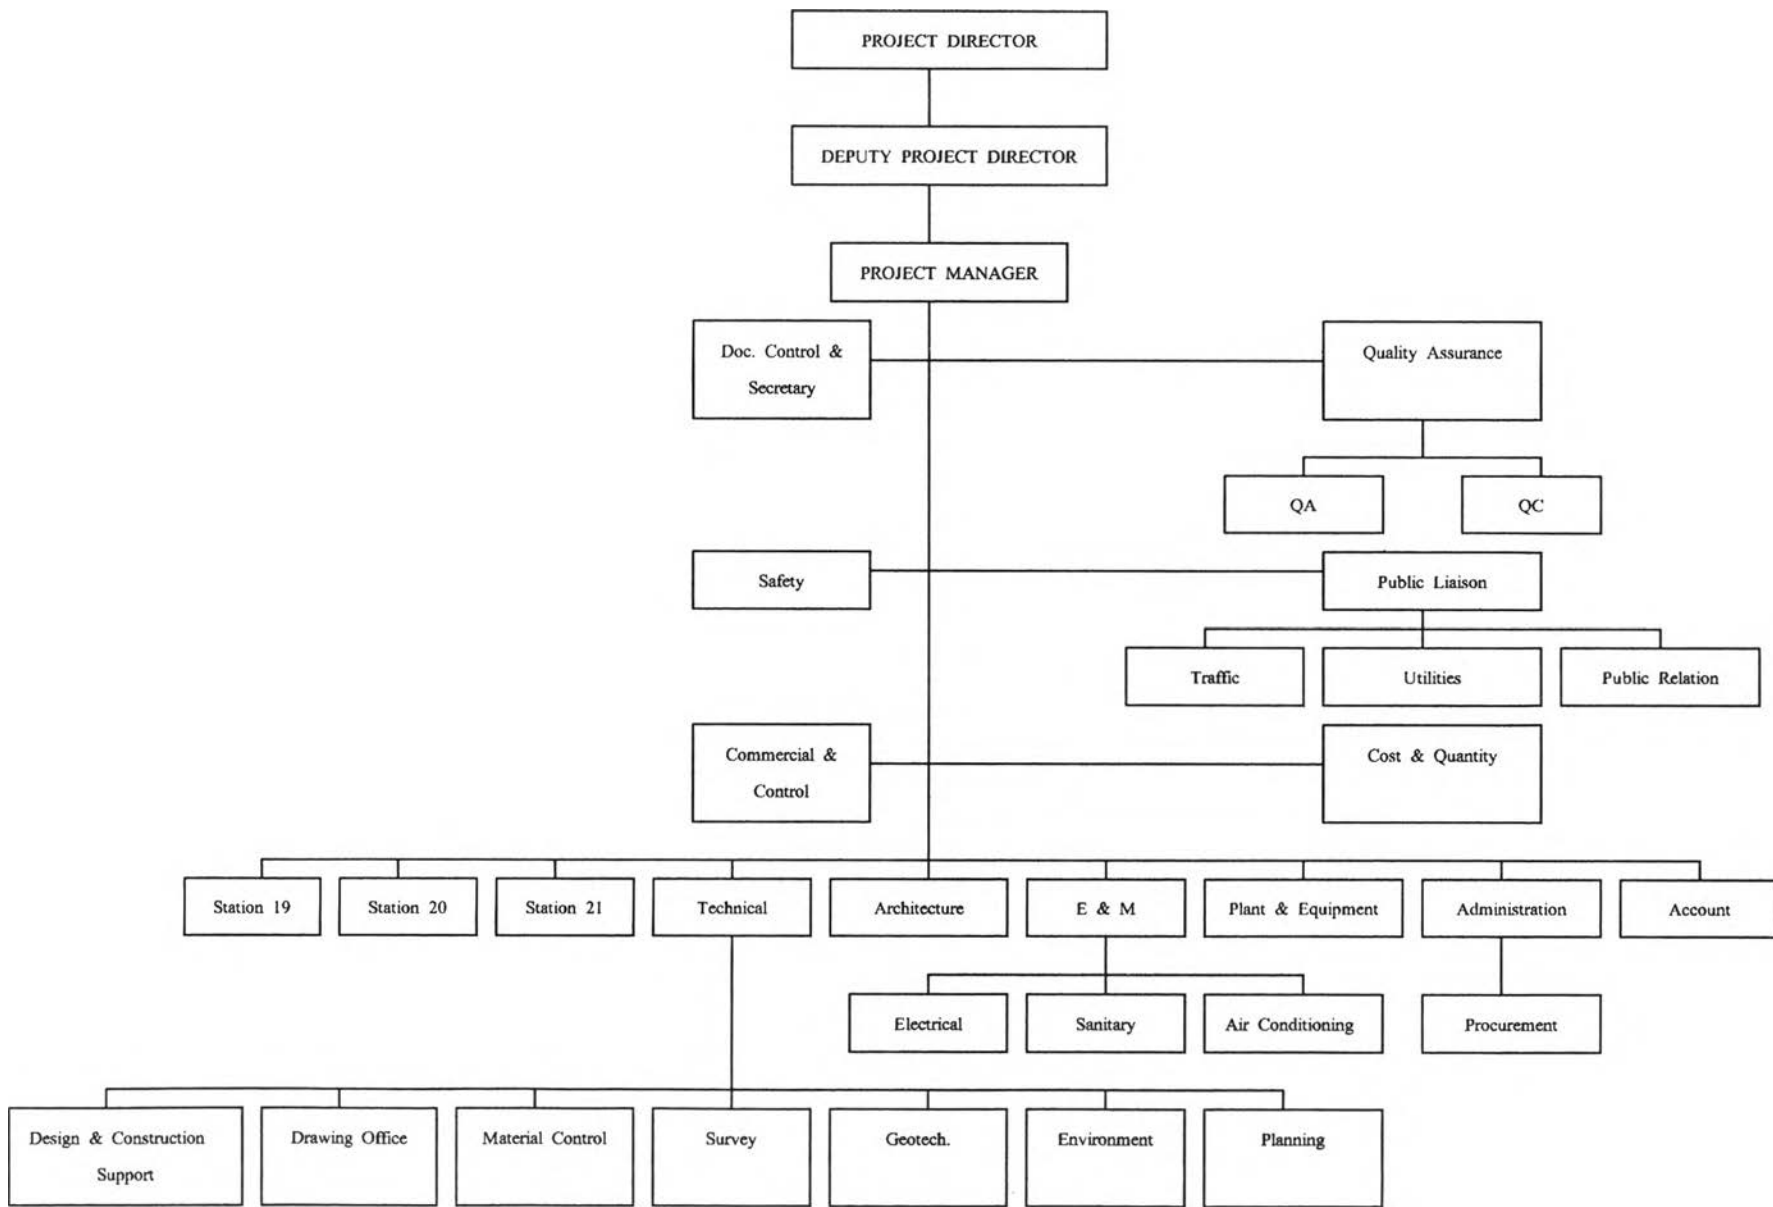 PROJECT DIRECTOR
DEPUTY PROJECT DIRECTOR
PROJECT MANAGER
Doc. Control &
Secretary
Quality Assurance
QA
QC
Safety
Public Liaison
Traffic
Utilities
Public Relation
Commercial &
Control
Cost & Quantity
Station 19
Station 20
Station 21
Technical
Architecture
E & M
Plant & Equipment
Administration
Account
Electrical
Sanitary
Air Conditioning
Procurement
Design & Construction
Support
Drawing Office
Material Control
Survey
Geotech.
Environment
Planning